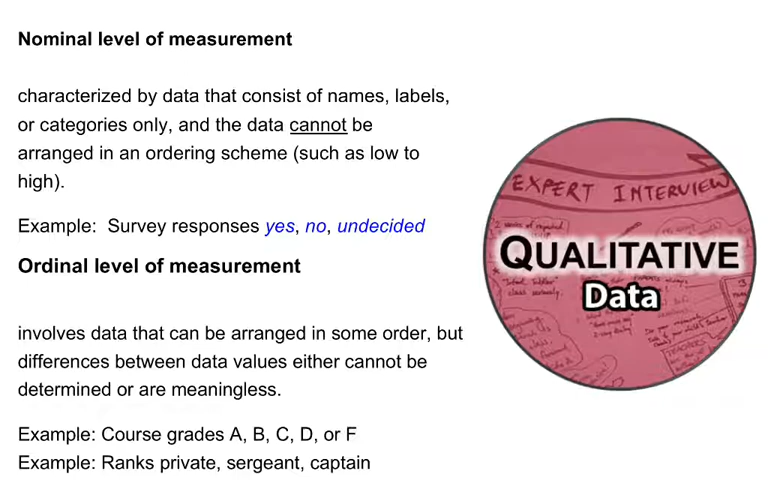 Nominal level of measurement
characterized by data that consist of names, labels,
or categories only, and the data cannot be
arranged in an ordering scheme (such as low to
high).
Example: Survey responses yes, no, undecided
Ordinal level of measurement
involves data that can be arranged in some order, but
differences between data values either cannot be
determined or are meaningless.
Example: Course grades A, B, C, D, or F
Example: Ranks private, sergeant, captain
EXPERT INTERVIEW
QUALITATIVE
Data